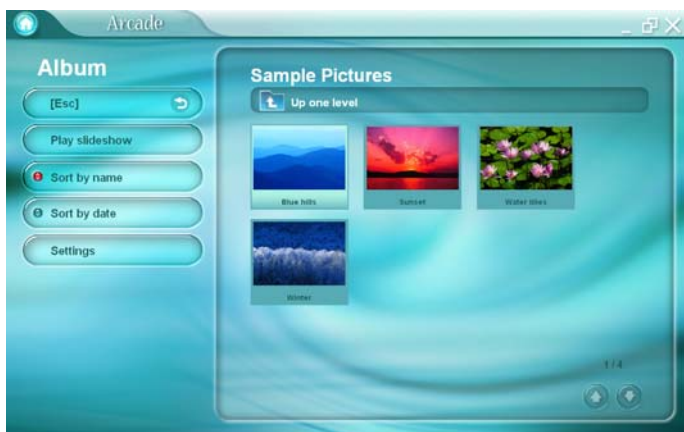 Arcade
Album
[Esc]
Play slideshow
Sort by name
Sort by date
Settings
Sample Pictures
Up one level
Blue hills
Sunset
Water lilies
Winter
1 / 4